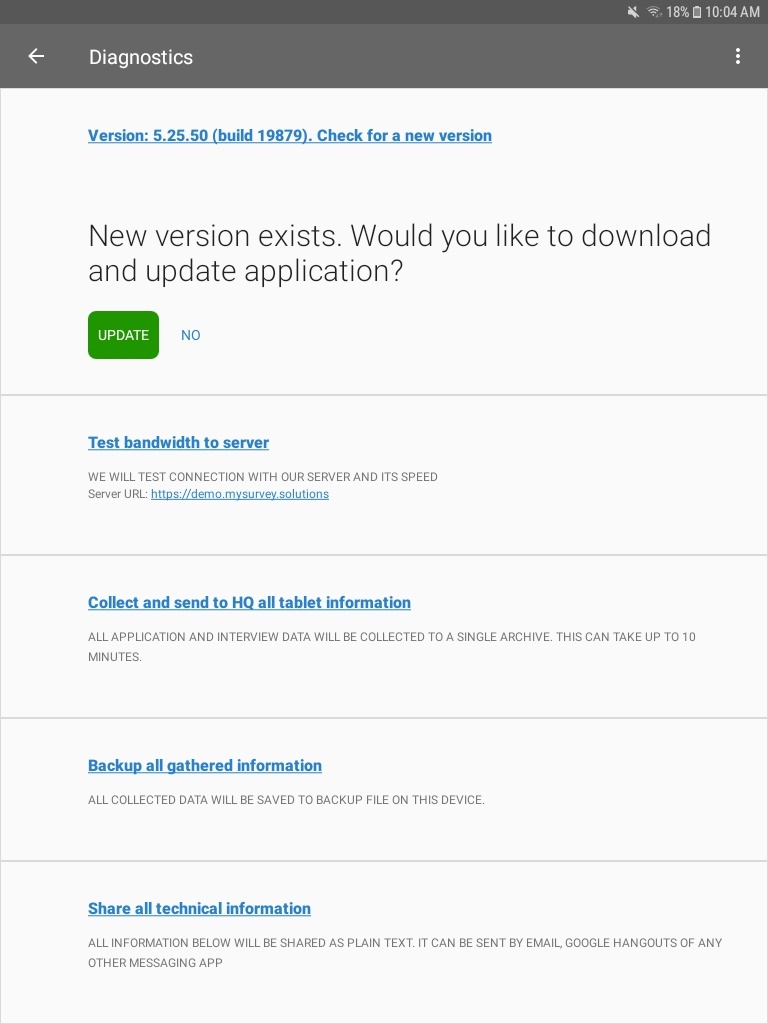 18% 10:04 AM
Diagnostics
Version: 5.25.50 (build 19879). Check for a new version
New version exists. Would you like to download
and update application?
UPDATE NO
Test bandwidth to server
WE WILL TEST CONNECTION WITH OUR SERVER AND ITS SPEED
Server URL: https://demo.mysurvey.solutions
Collect and send to HQ all tablet information
ALL APPLICATION AND INTERVIEW DATA WILL BE COLLECTED TO A SINGLE ARCHIVE. THIS CAN TAKE UP TO 10
MINUTES.
Backup all gathered information
ALL COLLECTED DATA WILL BE SAVED TO BACKUP FILE ON THIS DEVICE.
Share all technical information
ALL INFORMATION BELOW WILL BE SHARED AS PLAIN TEXT. IT CAN BE SENT BY EMAIL, GOOGLE HANGOUTS OF ANY
OTHER MESSAGING APP